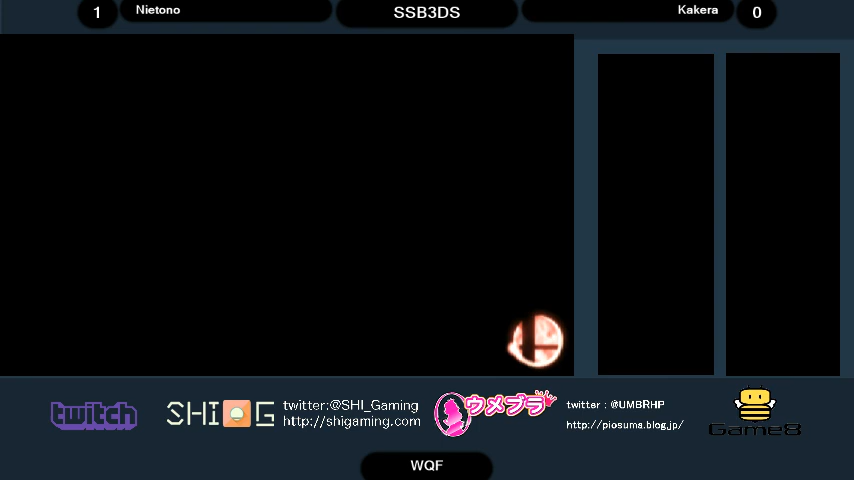 1 Nietono SSB3DS Kakera 0
twitch
SHI G
twitter:@SHI_Gaming
http://shigaming.com
ウメブラ
twitter : @UMBRHP
http://piosuma.blog.jp/
Game8
WQF